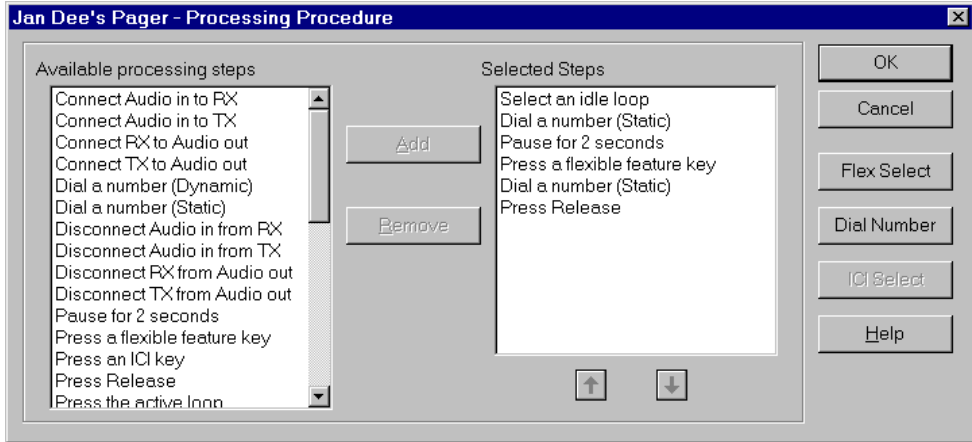 Jan Dee's Pager - Processing Procedure
Available processing steps
Connect Audio in to RX
Connect Audio in to TX
Connect RX to Audio out
Connect TX to Audio out
Dial a number (Dynamic)
Dial a number (Static)
Disconnect Audio in from RX
Disconnect Audio in from TX
Disconnect RX from Audio out
Disconnect TX from Audio out
Pause for 2 seconds
Press a flexible feature key
Press an ICI key
Press Release
Press the active loop
Add
Remove
Selected Steps
Select an idle loop
Dial a number (Static)
Pause for 2 seconds
Press a flexible feature key
Dial a number (Static)
Press Release
OK
Cancel
Flex Select
Dial Number
ICI Select
Help